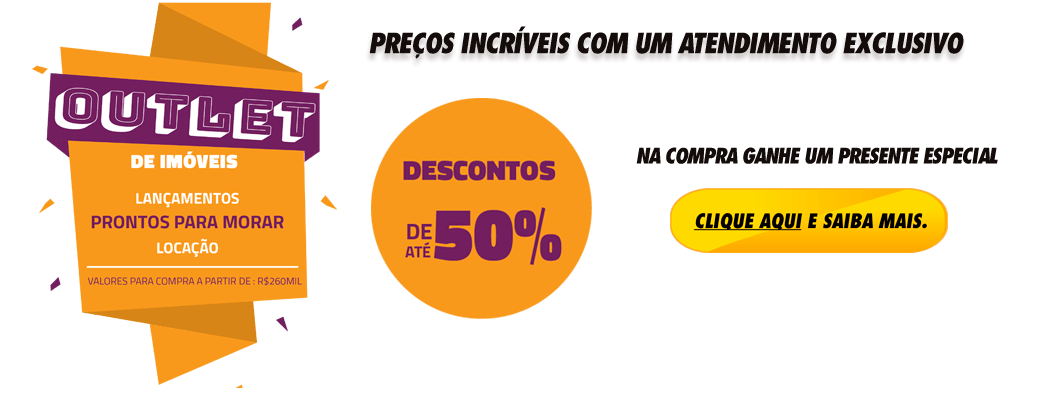 PREÇOS INCRÍVEIS COM UM ATENDIMENTO EXCLUSIVO
OUTLET
DE IMÓVEIS
LANÇAMENTOS
PRONTOS PARA MORAR
LOCAÇÃO
VALORES PARA COMPRA A PARTIR DE : R$260MIL
DESCONTOS
DE ATÉ 50%
NA COMPRA GANHE UM PRESENTE ESPECIAL
CLIQUE AQUI E SAIBA MAIS.